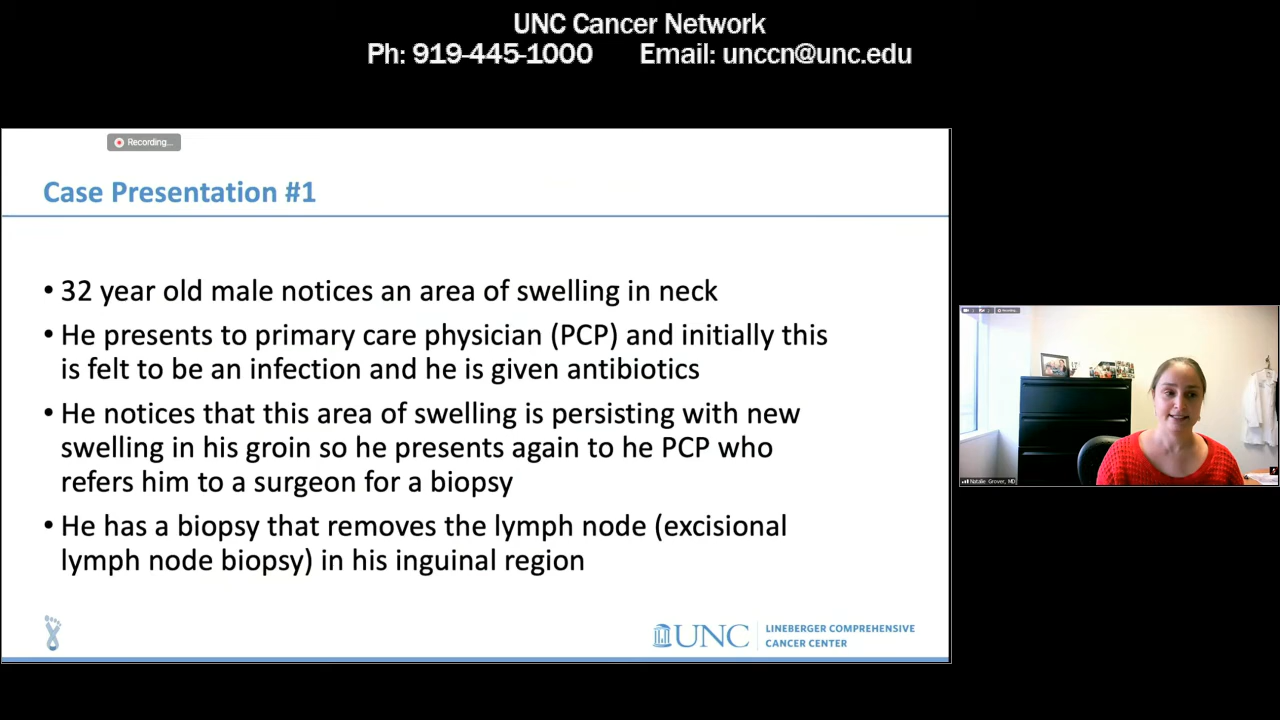 UNC Cancer Network
Ph: 919-445-1000 Email: unccn@unc.edu
Recording...
Case Presentation #1
• 32 year old male notices an area of swelling in neck
• He presents to primary care physician (PCP) and initially this
is felt to be an infection and he is given antibiotics
• He notices that this area of swelling is persisting with new
swelling in his groin so he presents again to he PCP who
refers him to a surgeon for a biopsy
• He has a biopsy that removes the lymph node (excisional
lymph node biopsy) in his inguinal region
UNC
LINEBERGER COMPREHENSIVE
CANCER CENTER
Recording...
Natalie Grover, MD